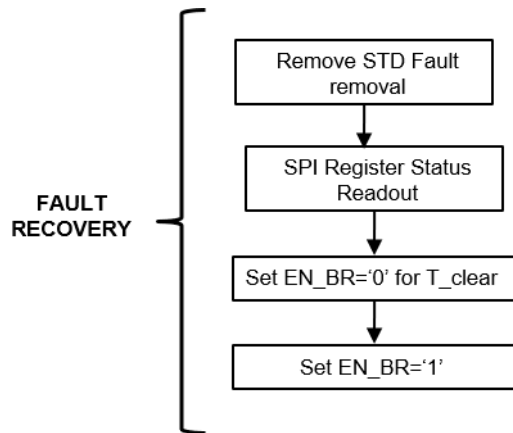 FAULT
RECOVERY
Remove STD Fault
removal
SPI Register Status
Readout
Set EN_BR=‘0’ for T_clear
Set EN_BR=‘1’